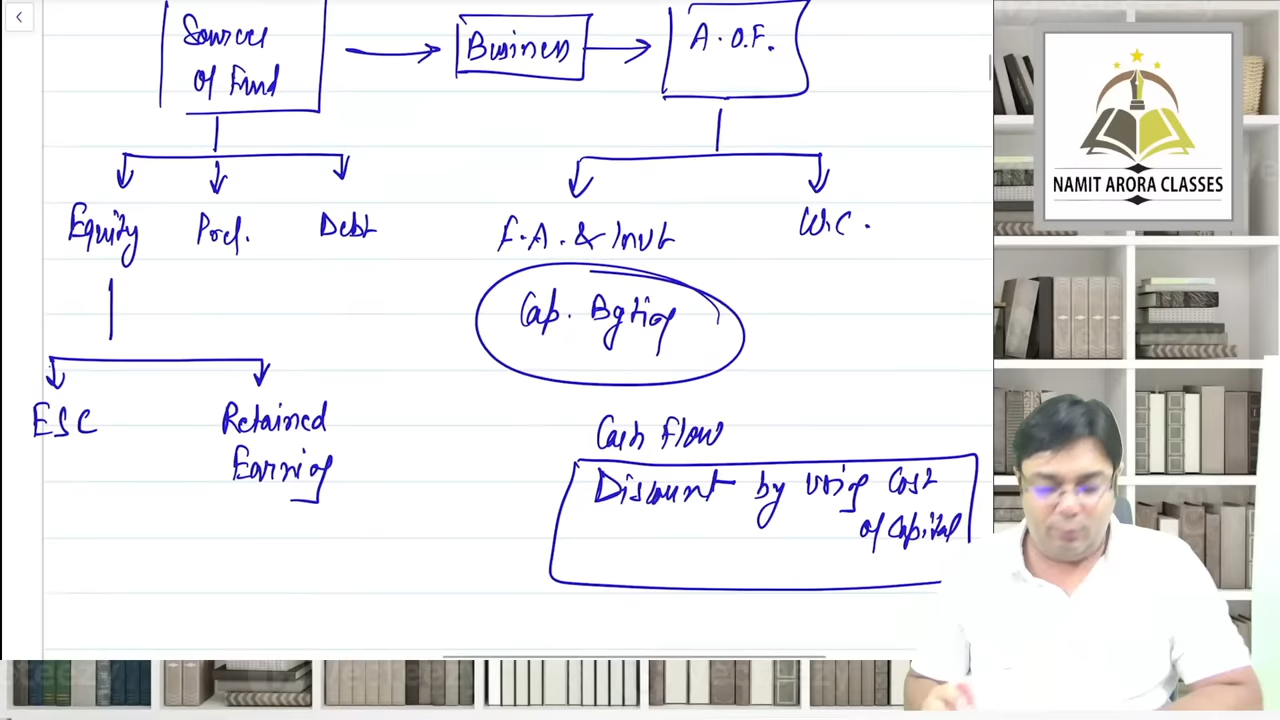 Sources
of Fund
Business
A.O.F.
Equity
Pref.
Debt
F.A. & Invt
W.C.
Cap. Bgting
ESC
Retained
Earning
Cash Flow
Discount by using Cost
of Capital
NAMIT ARORA CLASSES